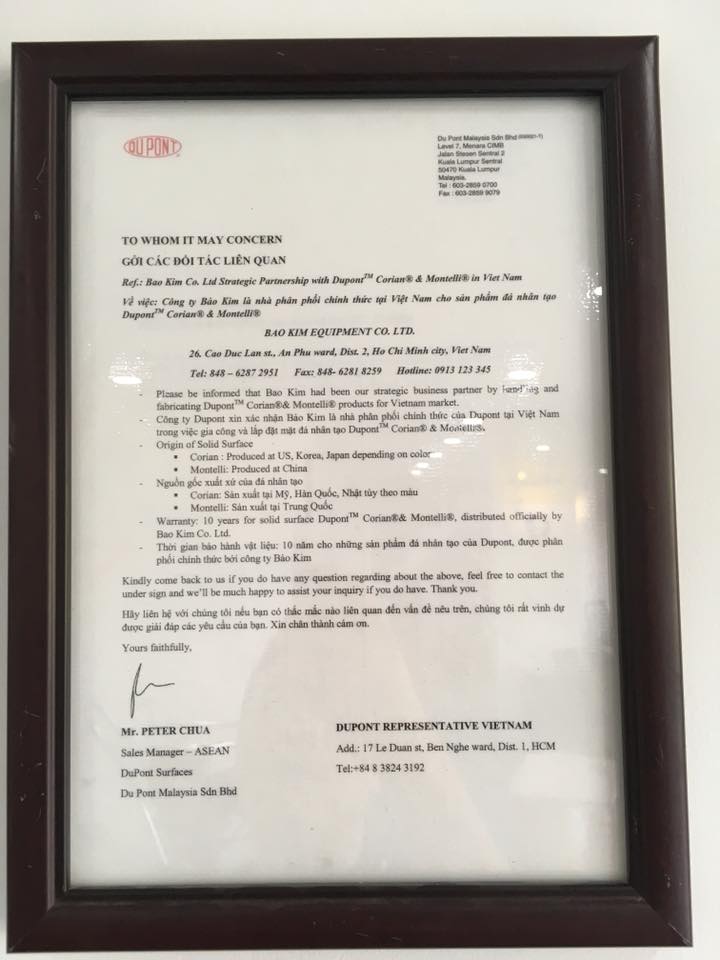 DU PONT
Du Pont Malaysia Sdn Bhd
Level 7, Menara CIMB
Jalan Stesen Sentral 2
Kuala Lumpur Sentral
50470 Kuala Lumpur
Malaysia.
Tel : 603-2859 0700
Fax : 603-2859 9079
TO WHOM IT MAY CONCERN
GỞI CÁC ĐỐI TÁC LIÊN QUAN
Ref.: Bao Kim Co. Ltd Strategic Partnership with Dupont™ Corian® & Montelli® in Viet Nam
Về việc: Công ty Bảo Kim là nhà phân phối chính thức tại Việt Nam cho sản phẩm đá nhân tạo
Dupont™ Corian® & Montelli®
BAO KIM EQUIPMENT CO. LTD.
26. Cao Duc Lan st., An Phu ward, Dist. 2, Ho Chi Minh city, Viet Nam
Tel: 848 – 6287 2951 Fax: 848- 6281 8259 Hotline: 0913 123 345
- Please be informed that Bao Kim had been our strategic business partner by handling and
fabricating Dupont™ Corian®& Montelli® products for Vietnam market.
- Công ty Dupont xin xác nhận Bảo Kim là nhà phân phối chính thức của Dupont tại Việt Nam
trong việc gia công và lắp đặt mặt đá nhân tạo Dupont™ Corian® & Montelli®.
- Origin of Solid Surface
▪ Corian : Produced at US, Korea, Japan depending on color
▪ Montelli: Produced at China
- Nguồn gốc xuất xứ của đá nhân tạo
▪ Corian: Sản xuất tại Mỹ, Hàn Quốc, Nhật tùy theo màu
▪ Montelli: Sản xuất tại Trung Quốc
- Warranty: 10 years for solid surface Dupont™ Corian®& Montelli®, distributed officially by
Bao Kim Co. Ltd.
- Thời gian bảo hành vật liệu: 10 năm cho những sản phẩm đá nhân tạo của Dupont, được phân
phối chính thức bởi công ty Bảo Kim
Kindly come back to us if you do have any question regarding about the above, feel free to contact the
under sign and we'll be much happy to assist your inquiry if you do have. Thank you.
Hãy liên hệ với chúng tôi nếu bạn có thắc mắc nào liên quan đến vấn đề nêu trên, chúng tôi rất vinh dự
được giải đáp các yêu cầu của bạn. Xin chân thành cảm ơn.
Yours faithfully,
Mr. PETER CHUA
Sales Manager – ASEAN
DuPont Surfaces
Du Pont Malaysia Sdn Bhd
DUPONT REPRESENTATIVE VIETNAM
Add.: 17 Le Duan st, Ben Nghe ward, Dist. 1, HCM
Tel:+84 8 3824 3192